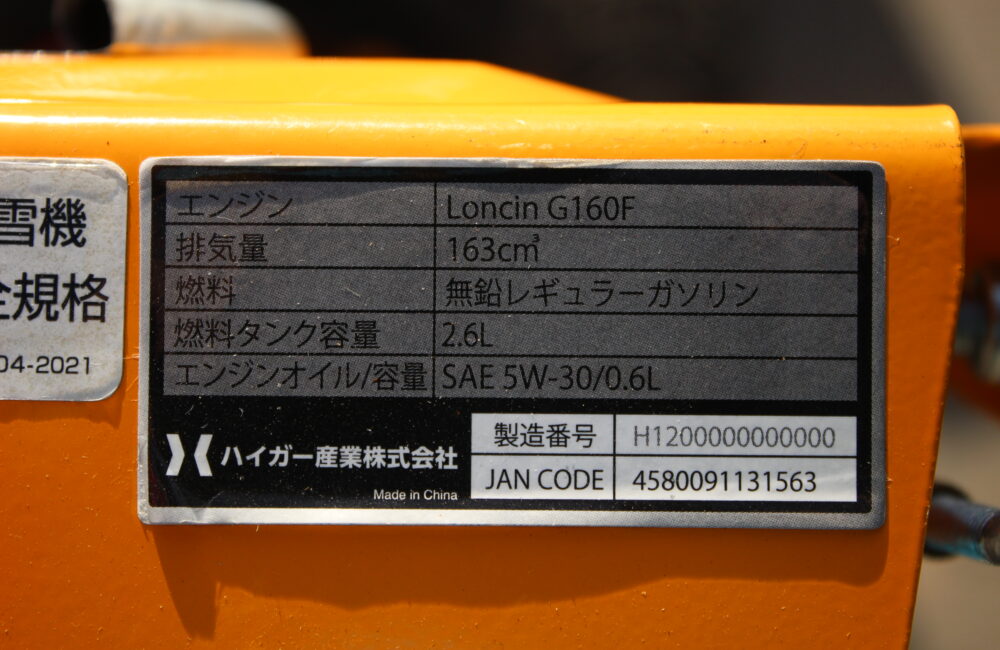 雪機
全規格
04-2021
エンジン Loncin G160F
排気量 163cm³
燃料 無鉛レギュラーガソリン
燃料タンク容量 2.6L
エンジンオイル/容量 SAE 5W-30/0.6L
ハイガー産業株式会社
Made in China
製造番号 H1200000000000
JAN CODE 4580091131563